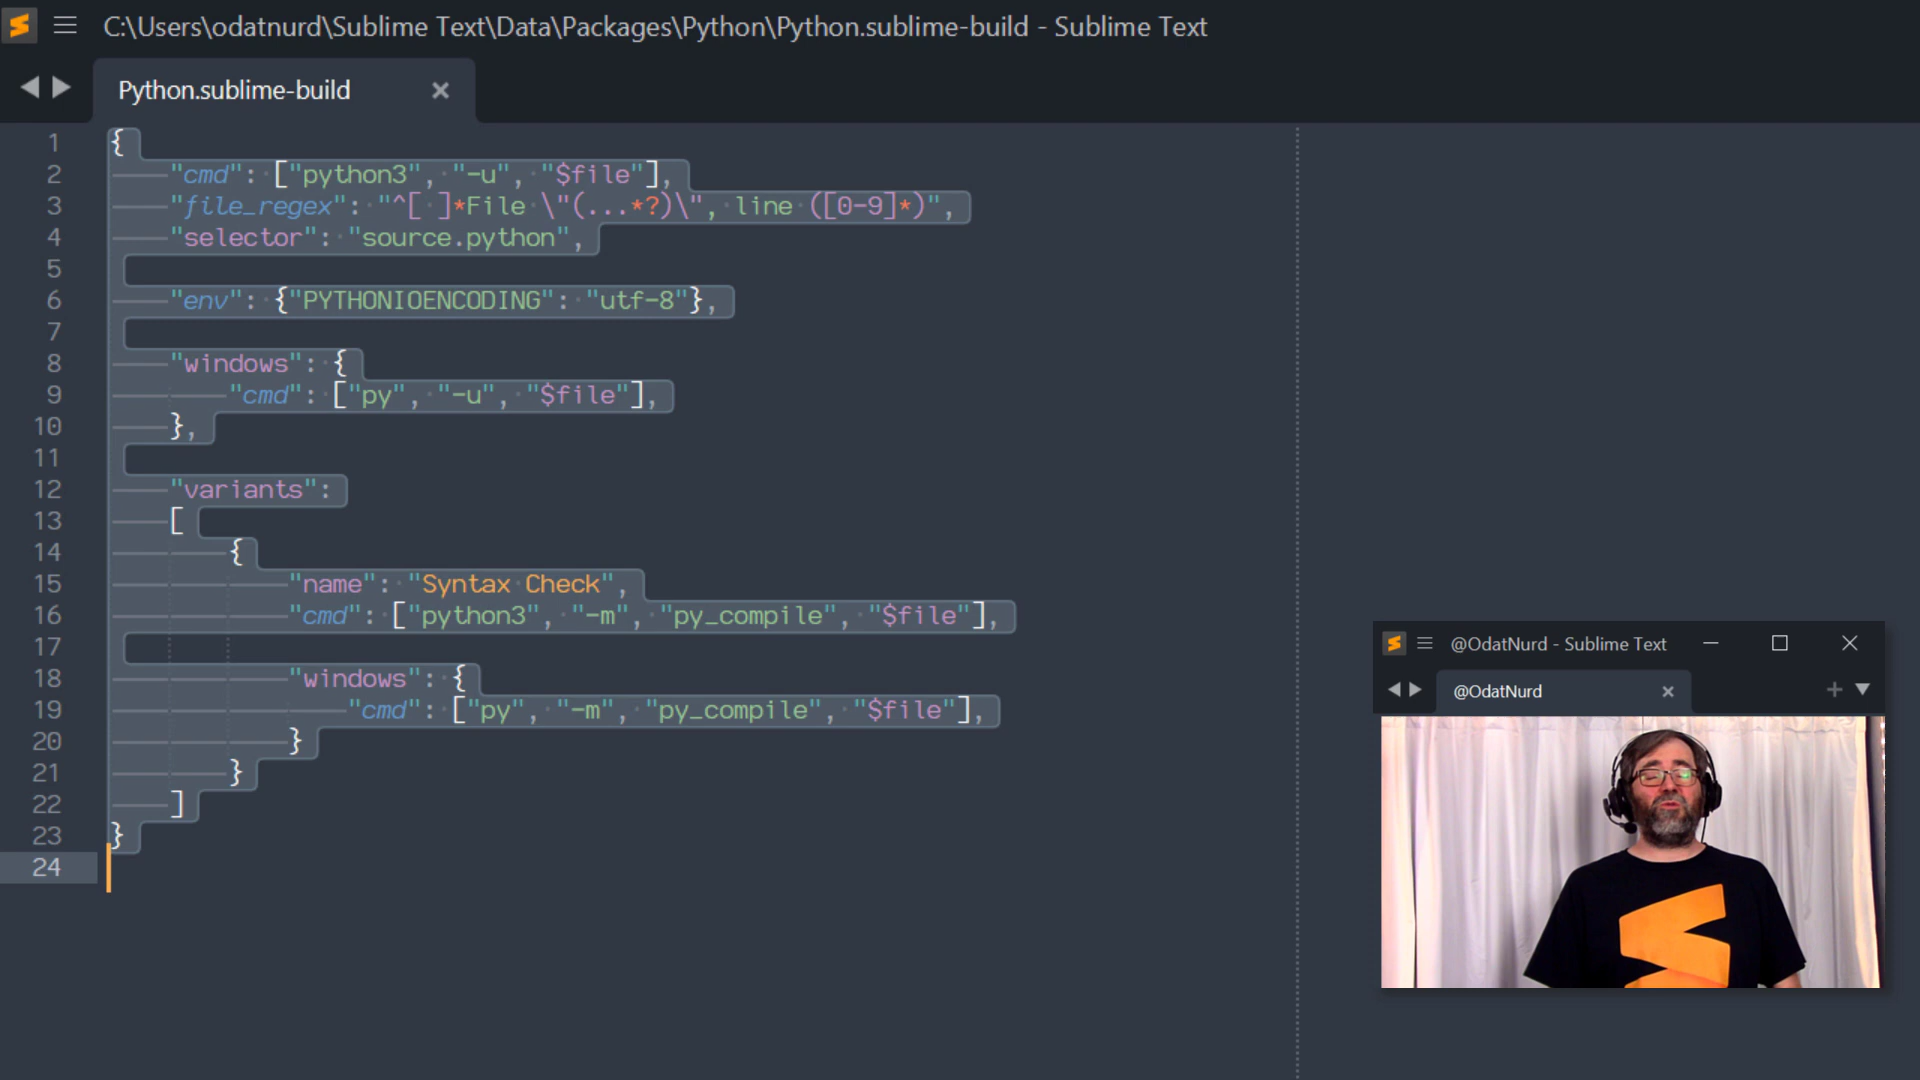 C:\Users\odatnurd\Sublime Text\Data\Packages\Python\Python.sublime-build - Sublime Text
Python.sublime-build
1 {
2 "cmd": ["python3", "-u", "$file"],
3 "file_regex": "^[ ]*File \"(...*?)\", line ([0-9]*)",
4 "selector": "source.python",
5
6 "env": {"PYTHONIOENCODING": "utf-8"},
7
8 "windows": {
9 "cmd": ["py", "-u", "$file"],
10 },
11
12 "variants":
13 [
14 {
15 "name": "Syntax Check",
16 "cmd": ["python3", "-m", "py_compile", "$file"],
17
18 "windows": {
19 "cmd": ["py", "-m", "py_compile", "$file"],
20 }
21 }
22 ]
23 }
24
@OdatNurd - Sublime Text
@OdatNurd